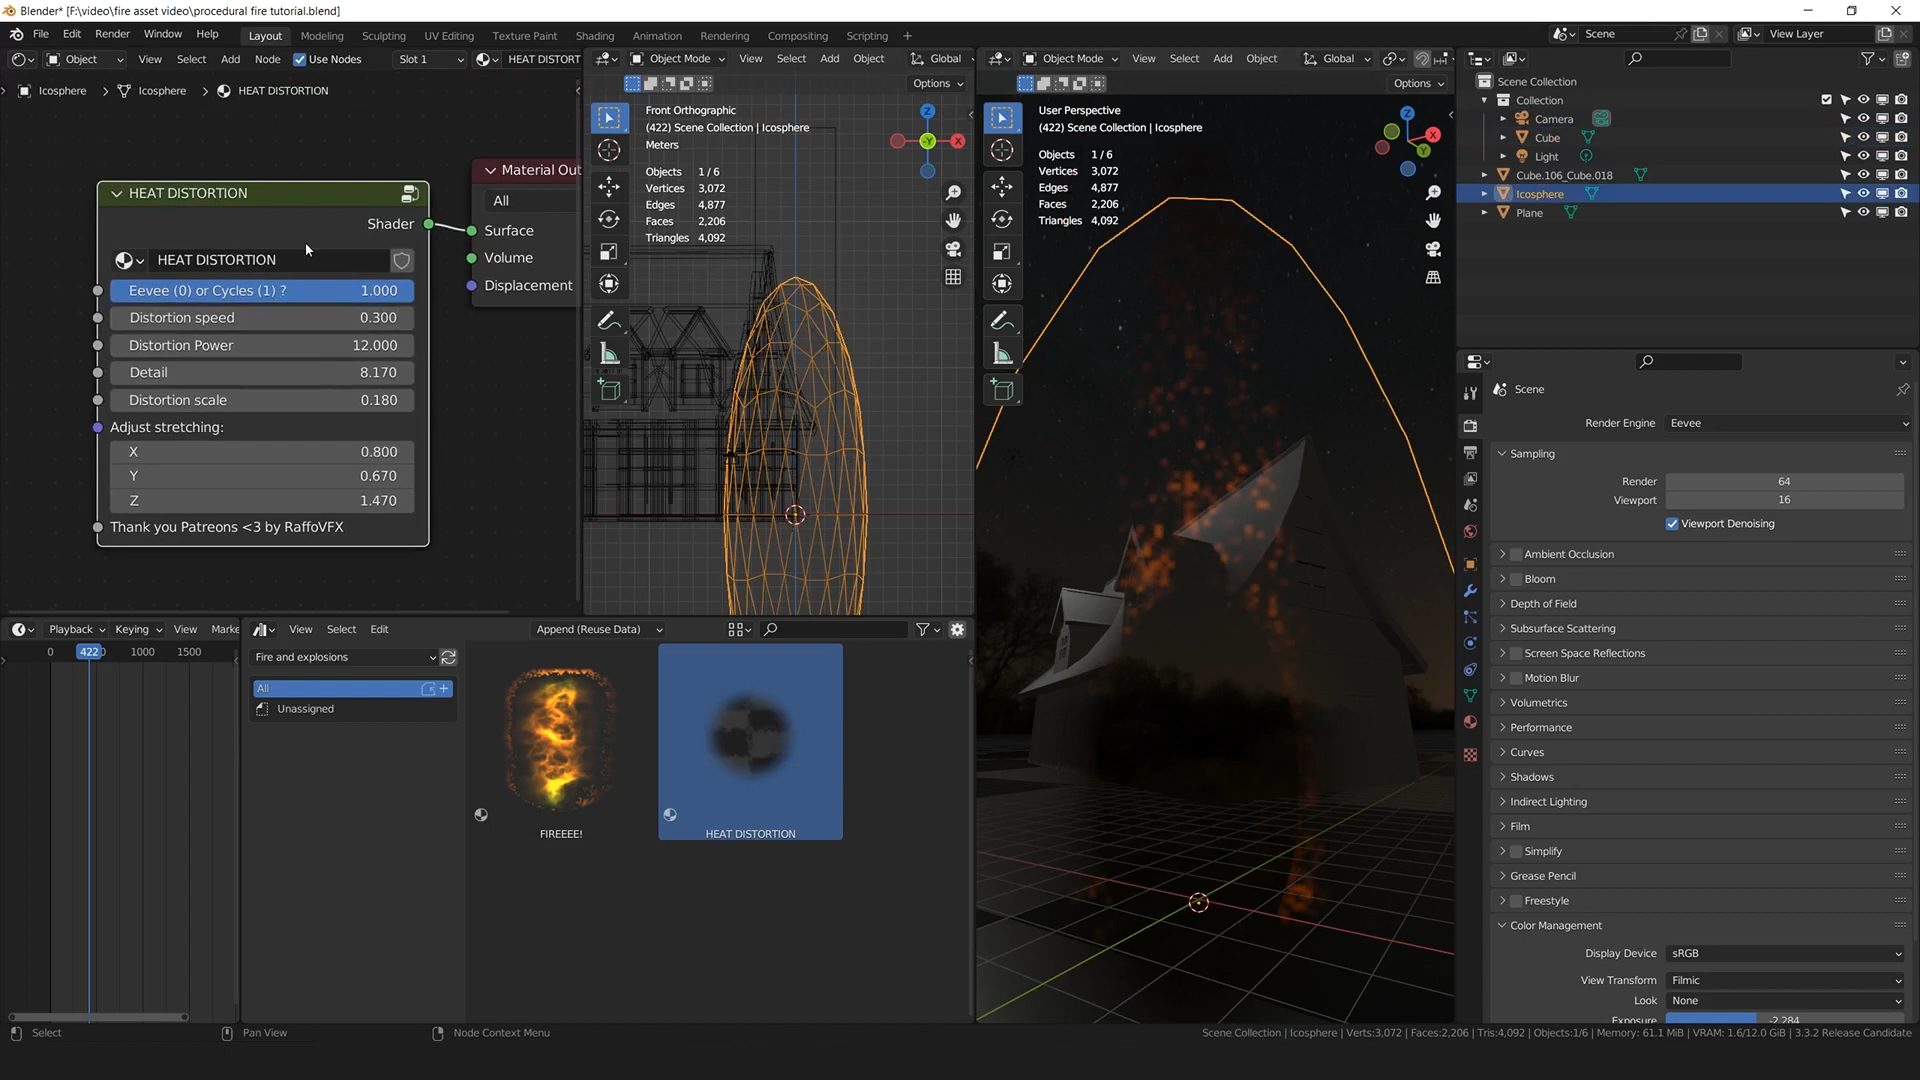 Blender* [F:\video\fire asset video\procedural fire tutorial.blend]
File Edit Render Window Help Layout Modeling Sculpting UV Editing Texture Paint Shading Animation Rendering Compositing Scripting + Scene View Layer
Object View Select Add Node Use Nodes Slot 1 HEAT DISTORT
Object Mode View Select Add Object Global
Object Mode View Select Add Object Global
Options
Options
Icosphere Icosphere HEAT DISTORTION
HEAT DISTORTION
Shader
HEAT DISTORTION
Eevee (0) or Cycles (1) ? 1.000
Distortion speed 0.300
Distortion Power 12.000
Detail 8.170
Distortion scale 0.180
Adjust stretching:
X 0.800
Y 0.670
Z 1.470
Thank you Patreons <3 by RaffoVFX
Material Out
All
Surface
Volume
Displacement
Front Orthographic
(422) Scene Collection | Icosphere
Meters
Objects 1 / 6
Vertices 3,072
Edges 4,877
Faces 2,206
Triangles 4,092
Z
-Y
X
User Perspective
(422) Scene Collection | Icosphere
Objects 1 / 6
Vertices 3,072
Edges 4,877
Faces 2,206
Triangles 4,092
Z
X
Y
Scene Collection
Collection
Camera
Cube
Light
Cube.106_Cube.018
Icosphere
Plane
Scene
Render Engine Eevee
Sampling
Render 64
Viewport 16
Viewport Denoising
Ambient Occlusion
Bloom
Depth of Field
Subsurface Scattering
Screen Space Reflections
Motion Blur
Volumetrics
Performance
Curves
Shadows
Indirect Lighting
Film
Simplify
Grease Pencil
Freestyle
Color Management
Display Device sRGB
View Transform Filmic
Look None
Exposure -2.284
Playback Keying View Marke
0 422 1000 1500
View Select Edit Append (Reuse Data)
Fire and explosions
All +
Unassigned
FIREEEE!
HEAT DISTORTION
Select Pan View Node Context Menu
Scene Collection | Icosphere | Verts:3,072 | Faces:2,206 | Tris:4,092 | Objects:1/6 | Memory: 61.1 MiB | VRAM: 1.6/12.0 GiB | 3.3.2 Release Candidate